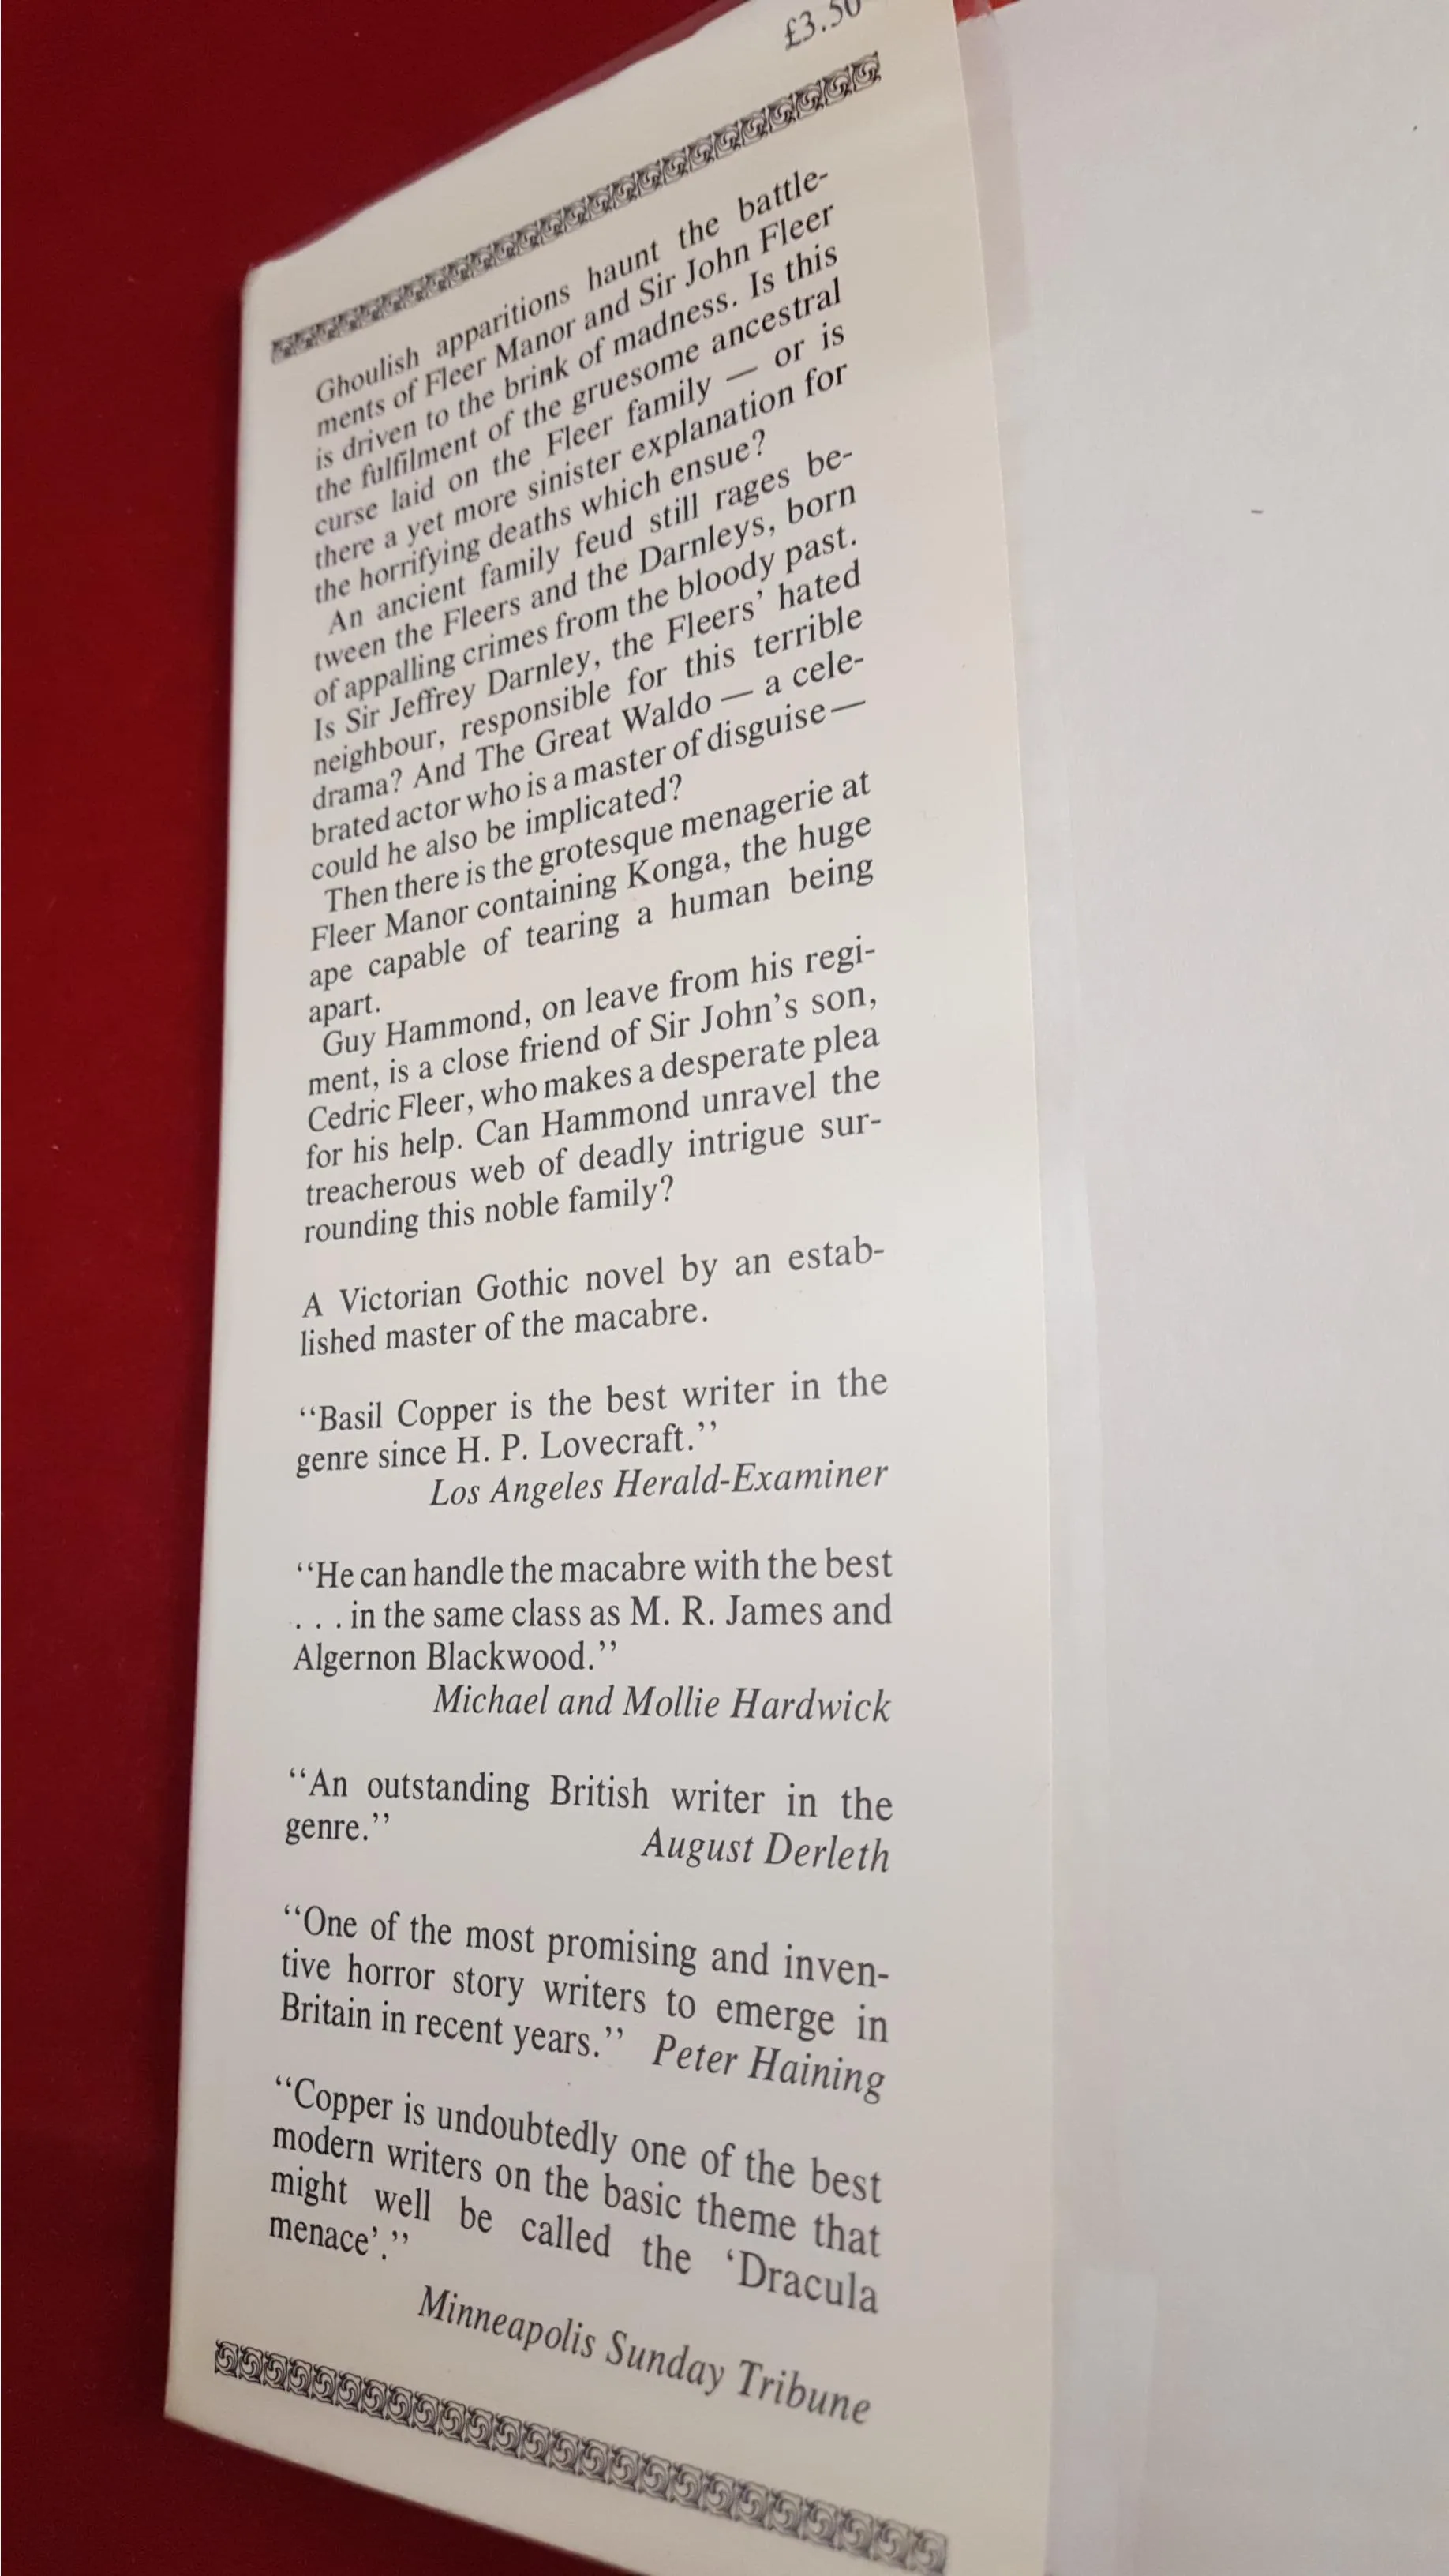 £3.50
Ghoulish apparitions haunt the battle-
ments of Fleer Manor and Sir John Fleer
is driven to the brink of madness. Is this
the fulfilment of the gruesome ancestral
curse laid on the Fleer family — or is
there a yet more sinister explanation for
the horrifying deaths which ensue?
An ancient family feud still rages be-
tween the Fleers and the Darnleys, born
of appalling crimes from the bloody past.
Is Sir Jeffrey Darnley, the Fleers’ hated
neighbour, responsible for this terrible
drama? And The Great Waldo — a cele-
brated actor who is a master of disguise —
could he also be implicated?
Then there is the grotesque menagerie at
Fleer Manor containing Konga, the huge
ape capable of tearing a human being
apart.
Guy Hammond, on leave from his regi-
ment, is a close friend of Sir John’s son,
Cedric Fleer, who makes a desperate plea
for his help. Can Hammond unravel the
treacherous web of deadly intrigue sur-
rounding this noble family?
A Victorian Gothic novel by an estab-
lished master of the macabre.
‘‘Basil Copper is the best writer in the
genre since H. P. Lovecraft.’’
Los Angeles Herald-Examiner
‘‘He can handle the macabre with the best
. . . in the same class as M. R. James and
Algernon Blackwood.’’
Michael and Mollie Hardwick
‘‘An outstanding British writer in the
genre.’’ August Derleth
‘‘One of the most promising and inven-
tive horror story writers to emerge in
Britain in recent years.’’ Peter Haining
‘‘Copper is undoubtedly one of the best
modern writers on the basic theme that
might well be called the ‘Dracula
menace’.’’
Minneapolis Sunday Tribune